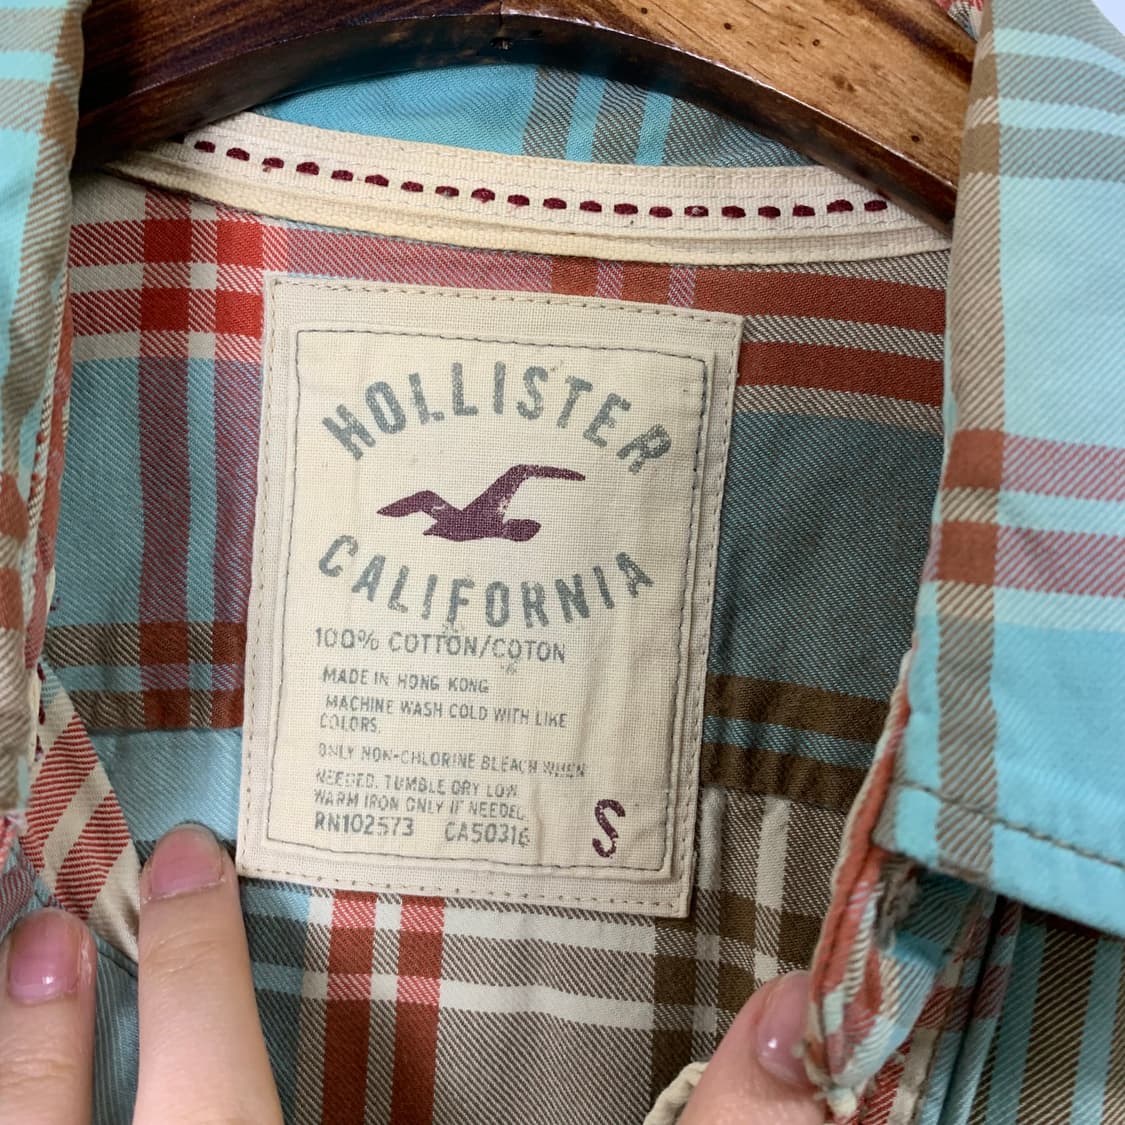 HOLLISTER
CALIFORNIA
100% COTTON/COTON
MADE IN HONG KONG
MACHINE WASH COLD WITH LIKE
COLORS.
ONLY NON-CHLORINE BLEACH WHEN
NEEDED. TUMBLE DRY LOW
WARM IRON ONLY IF NEEDED
RN102573 CA50316
S